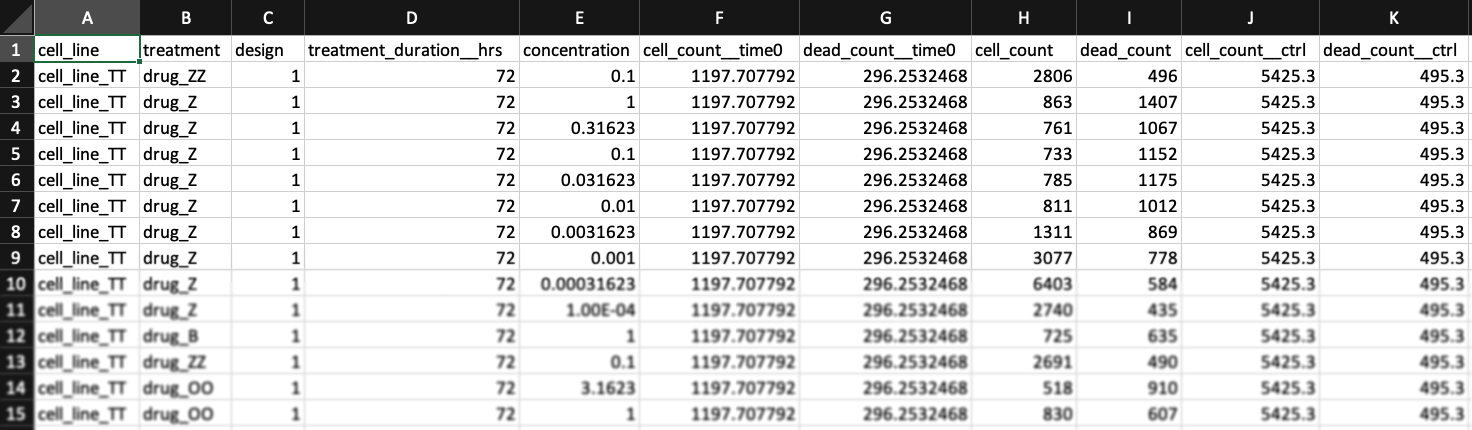 A B C D E F G H I J K
1 cell_line treatment design treatment_duration__hrs concentration cell_count__time0 dead_count__time0 cell_count dead_count cell_count__ctrl dead_count__ctrl
2 cell_line_TT drug_ZZ 1 72 0.1 1197.707792 296.2532468 2806 496 5425.3 495.3
3 cell_line_TT drug_Z 1 72 1 1197.707792 296.2532468 863 1407 5425.3 495.3
4 cell_line_TT drug_Z 1 72 0.31623 1197.707792 296.2532468 761 1067 5425.3 495.3
5 cell_line_TT drug_Z 1 72 0.1 1197.707792 296.2532468 733 1152 5425.3 495.3
6 cell_line_TT drug_Z 1 72 0.031623 1197.707792 296.2532468 785 1175 5425.3 495.3
7 cell_line_TT drug_Z 1 72 0.01 1197.707792 296.2532468 811 1012 5425.3 495.3
8 cell_line_TT drug_Z 1 72 0.0031623 1197.707792 296.2532468 1311 869 5425.3 495.3
9 cell_line_TT drug_Z 1 72 0.001 1197.707792 296.2532468 3077 778 5425.3 495.3
10 cell_line_TT drug_Z 1 72 0.00031623 1197.707792 296.2532468 6403 584 5425.3 495.3
11 cell_line_TT drug_Z 1 72 1.00E-04 1197.707792 296.2532468 2740 435 5425.3 495.3
12 cell_line_TT drug_B 1 72 1 1197.707792 296.2532468 725 635 5425.3 495.3
13 cell_line_TT drug_ZZ 1 72 0.1 1197.707792 296.2532468 2691 490 5425.3 495.3
14 cell_line_TT drug_OO 1 72 3.1623 1197.707792 296.2532468 518 910 5425.3 495.3
15 cell_line_TT drug_OO 1 72 1 1197.707792 296.2532468 830 607 5425.3 495.3